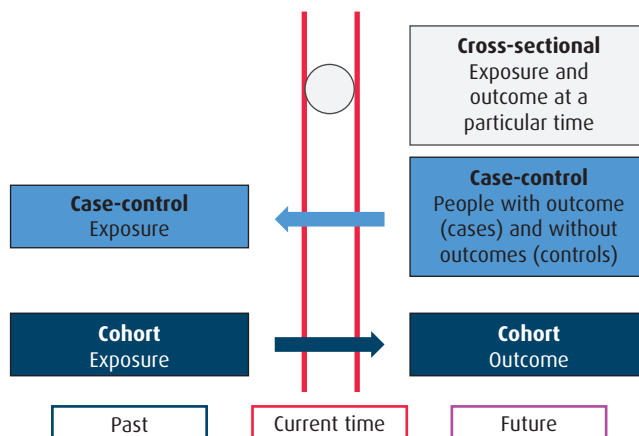 Cross-sectional
Exposure and
outcome at a
particular time
Case-control
Exposure
Case-control
People with outcome
(cases) and without
outcomes (controls)
Cohort
Exposure
Cohort
Outcome
Past
Current time
Future